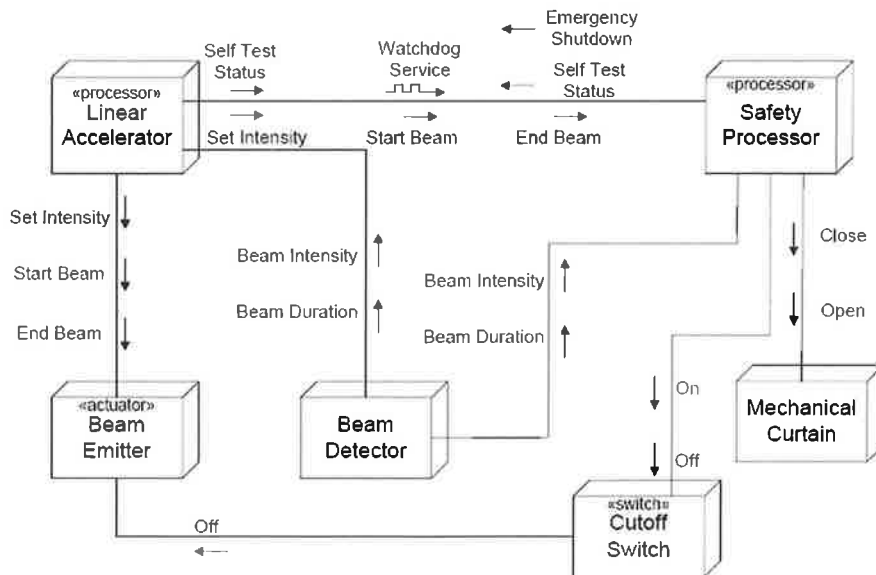 Emergency
Shutdown
Self Test
Status
Watchdog
Service
Self Test
Status
«processor»
Linear
Accelerator
«processor»
Safety
Processor
Set Intensity
Start Beam
End Beam
Set Intensity
Start Beam
End Beam
Beam Intensity
Beam Duration
Beam Intensity
Beam Duration
Close
Open
On
Off
«actuator»
Beam
Emitter
Beam
Detector
Mechanical
Curtain
«switch»
Cutoff
Switch
Off